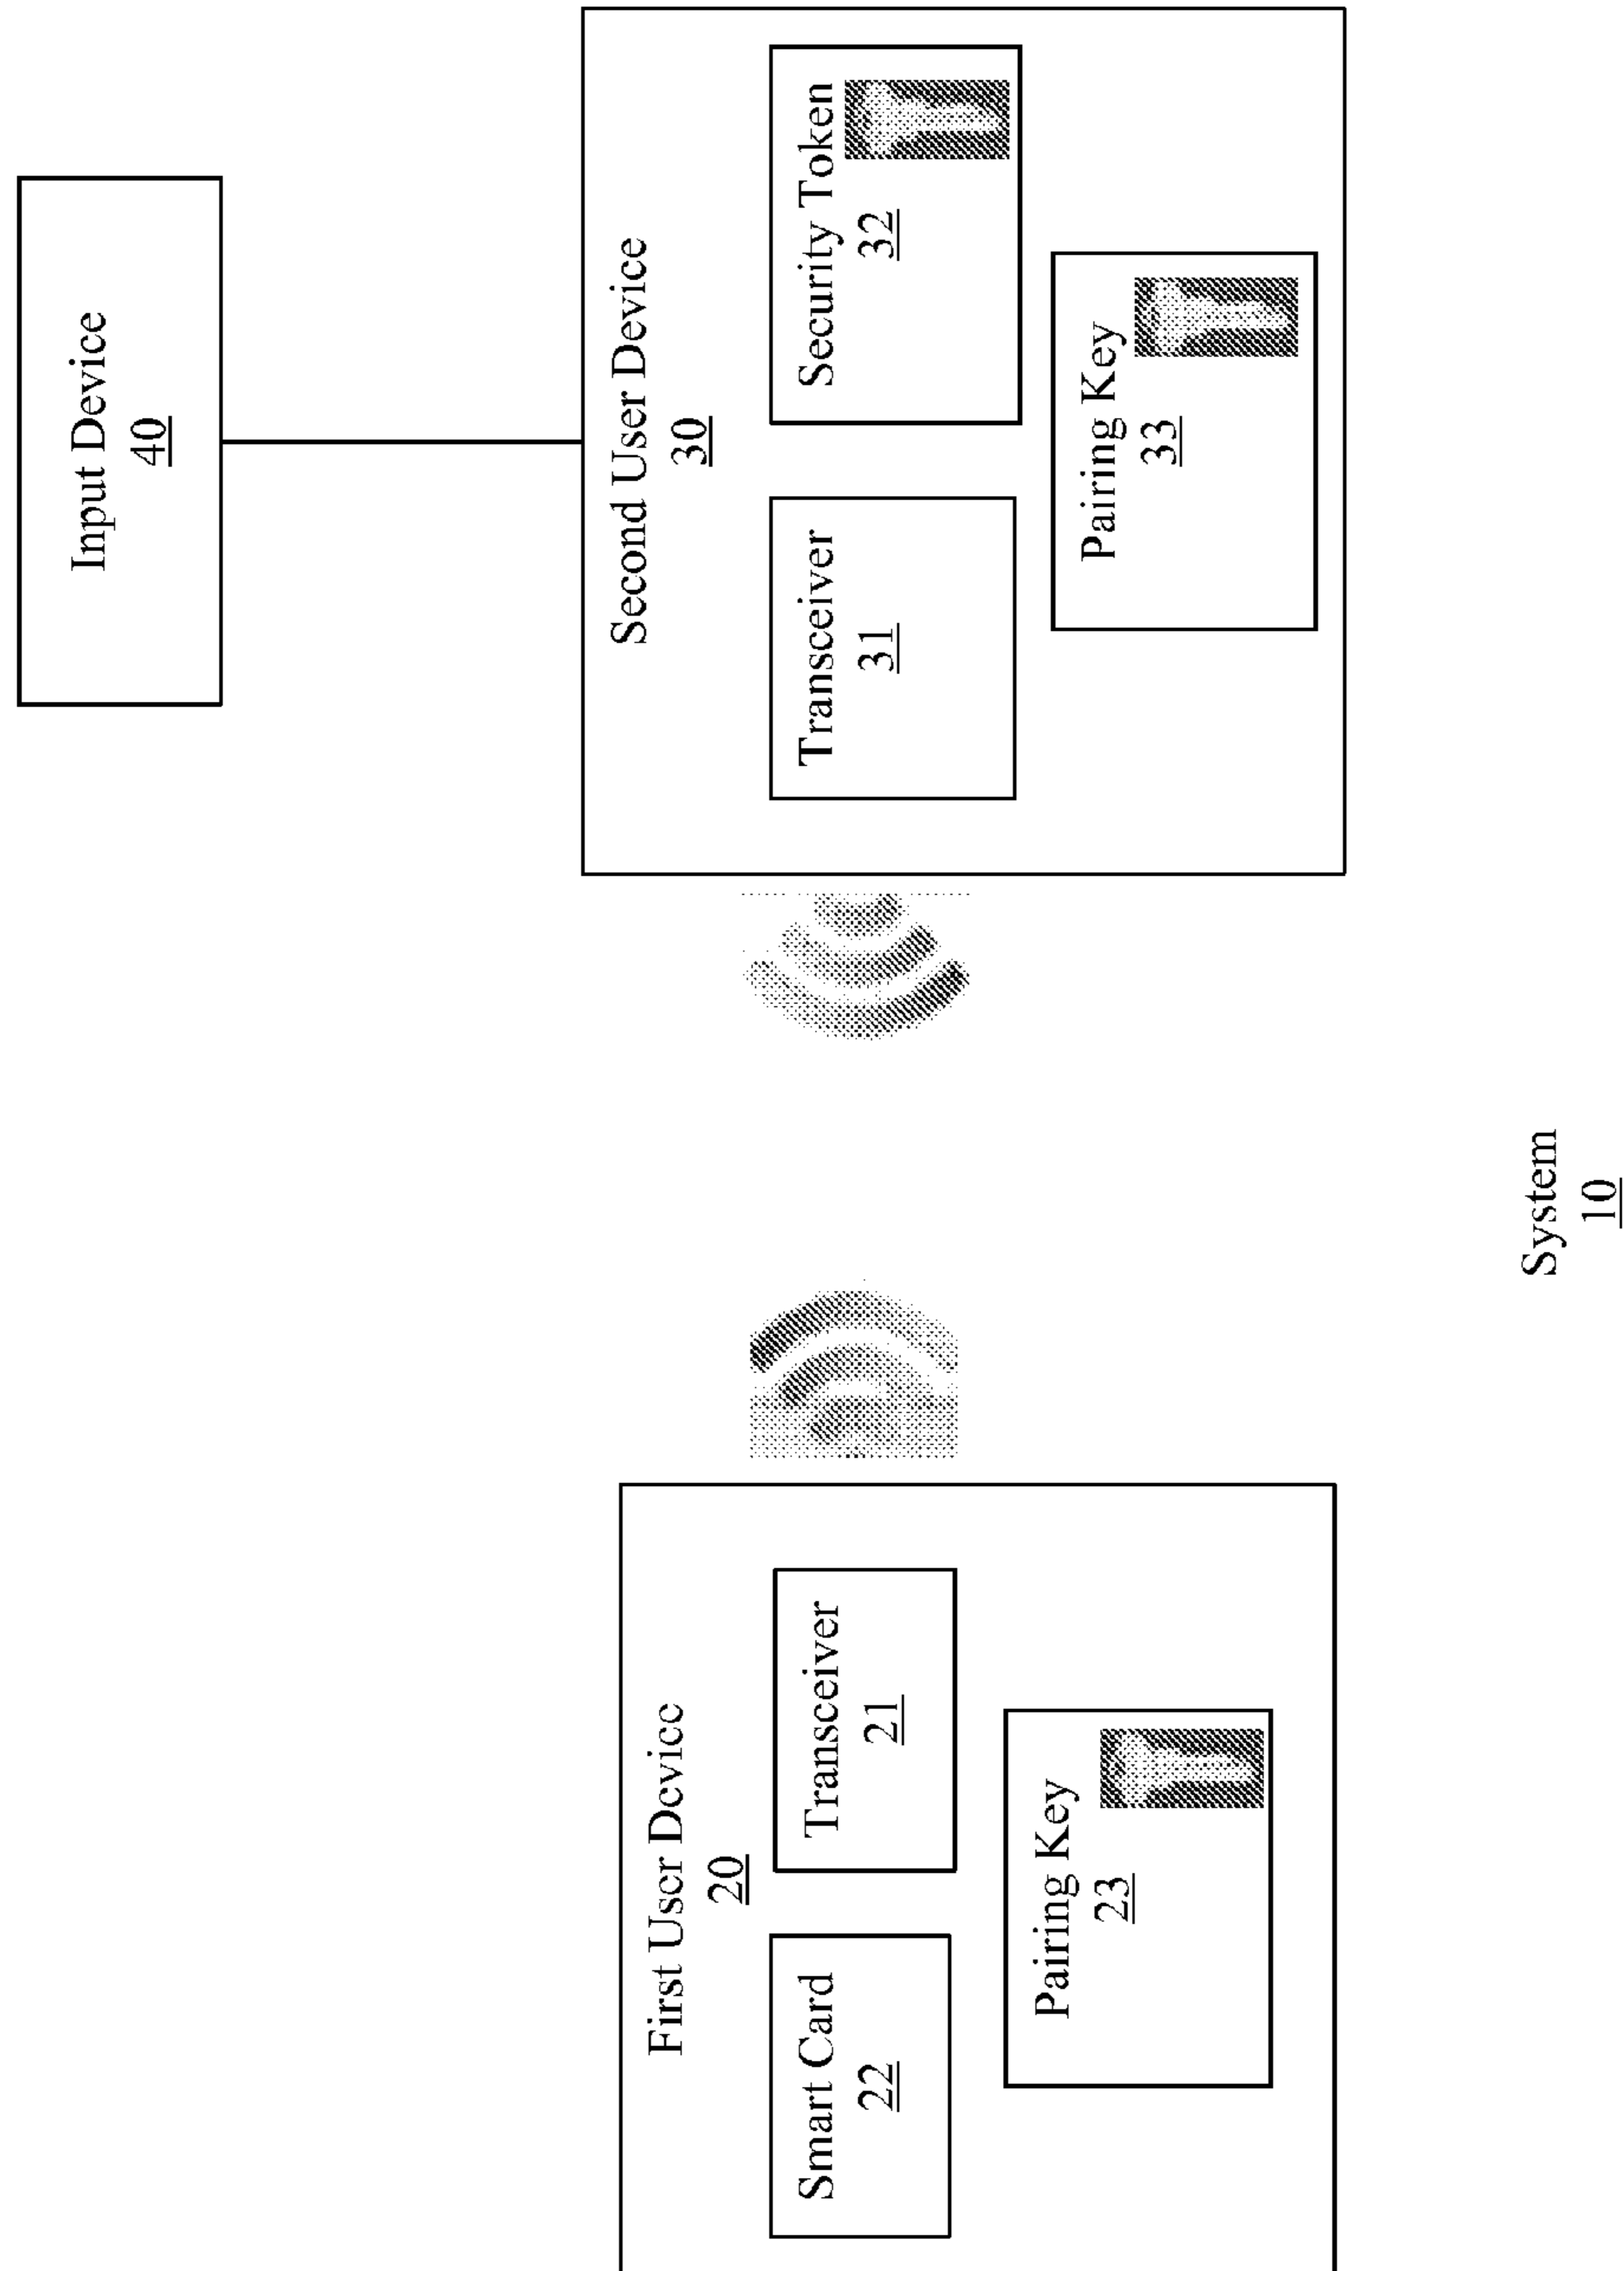 Input Device
40
First User Device
20
Second User Device
30
Smart Card
22
Transceiver
21
Transceiver
31
Security Token
32
Pairing Key
23
Pairing Key
33
System
10